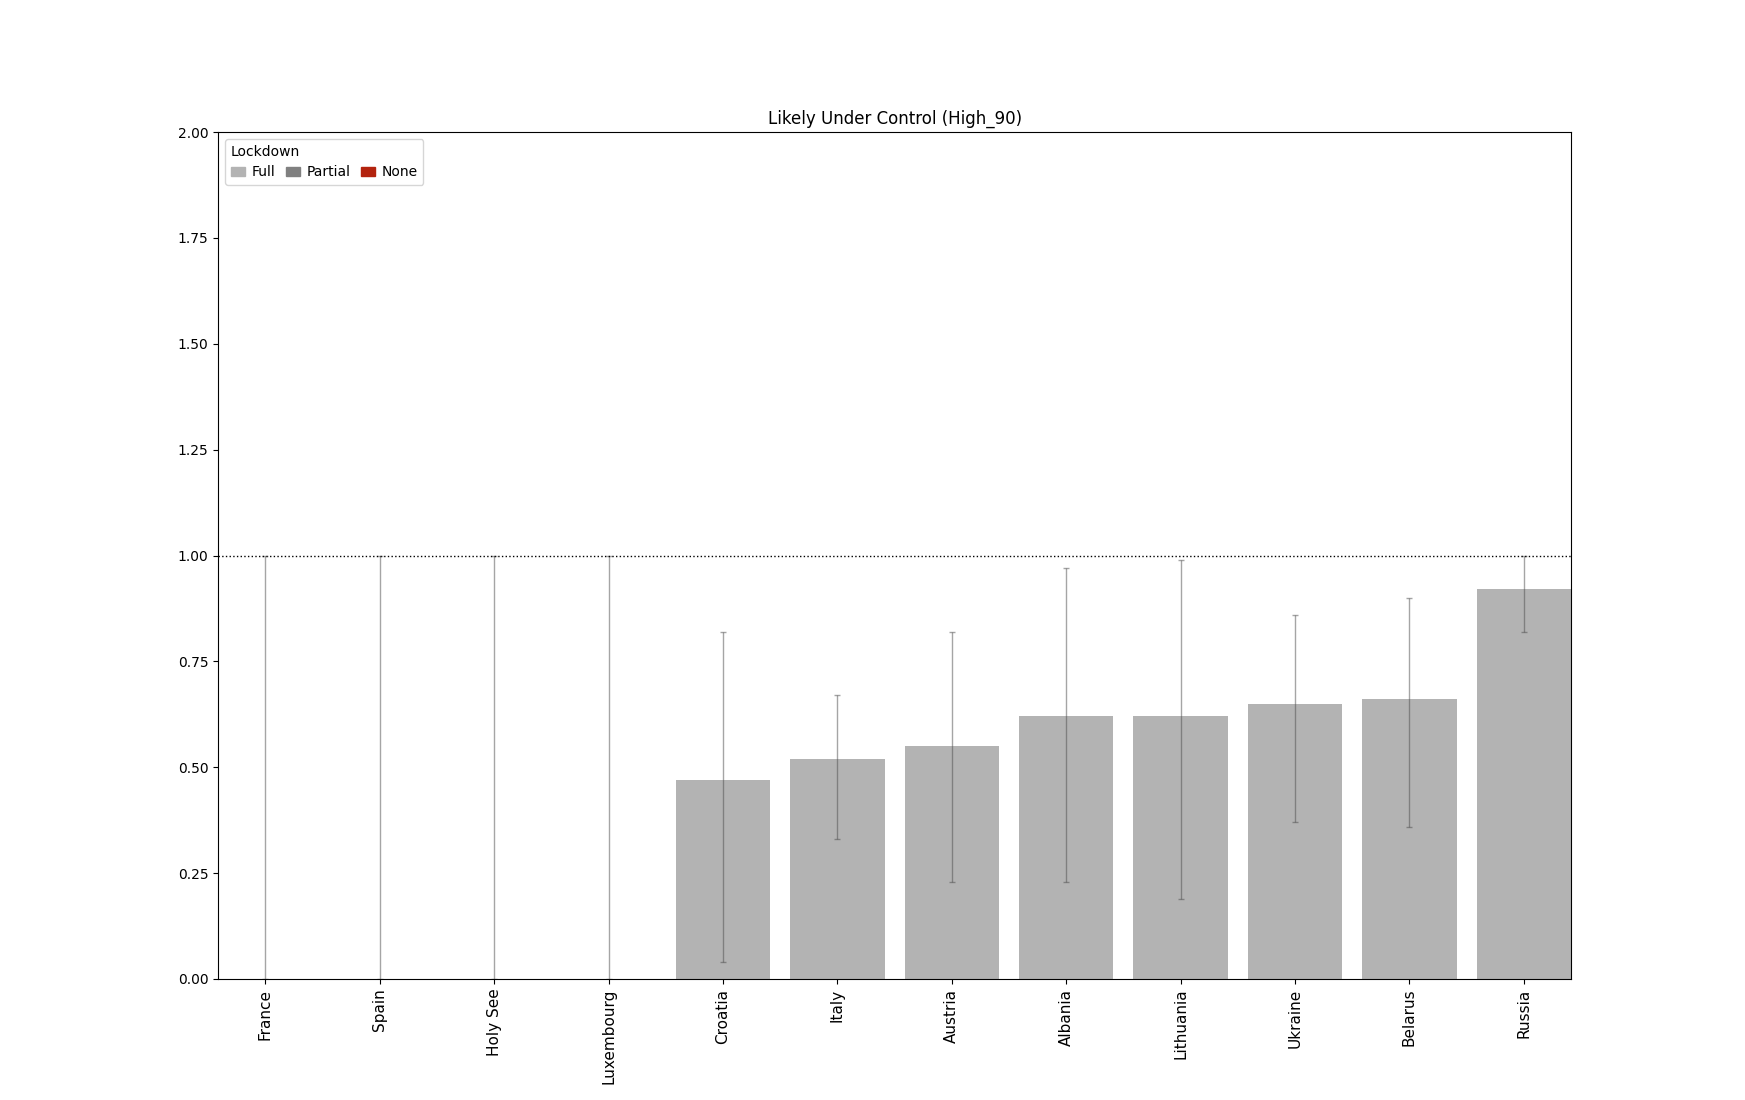 Likely Under Control (High_90)
Lockdown
Full Partial None
2.00
1.75
1.50
1.25
1.00
0.75
0.50
0.25
0.00
France
Spain
Holy See
Luxembourg
Croatia
Italy
Austria
Albania
Lithuania
Ukraine
Belarus
Russia